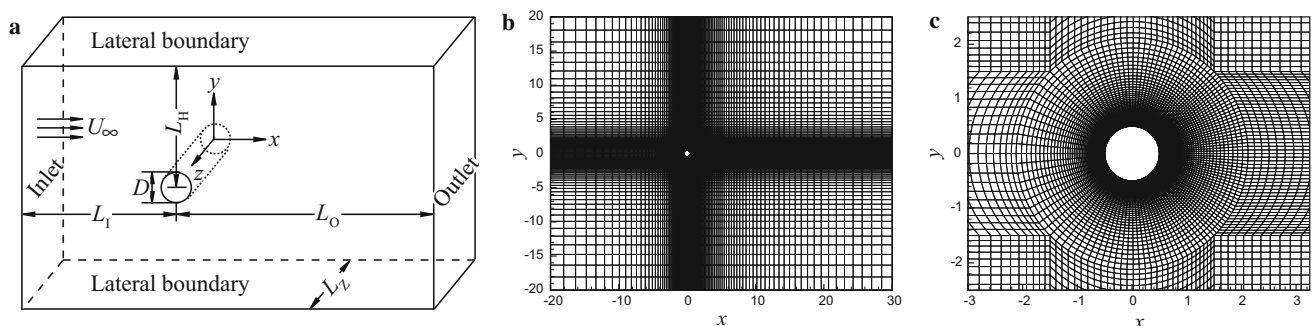 a
Lateral boundary
y
L_H
U_∞
x
z
Inlet
D
Outlet
L_I
L_O
Lateral boundary
L_Z
b
20
15
10
5
0
-5
-10
-15
-20
y
-20 -10 0 10 20 30
x
c
2
1
0
-1
-2
y
-3 -2 -1 0 1 2 3
x